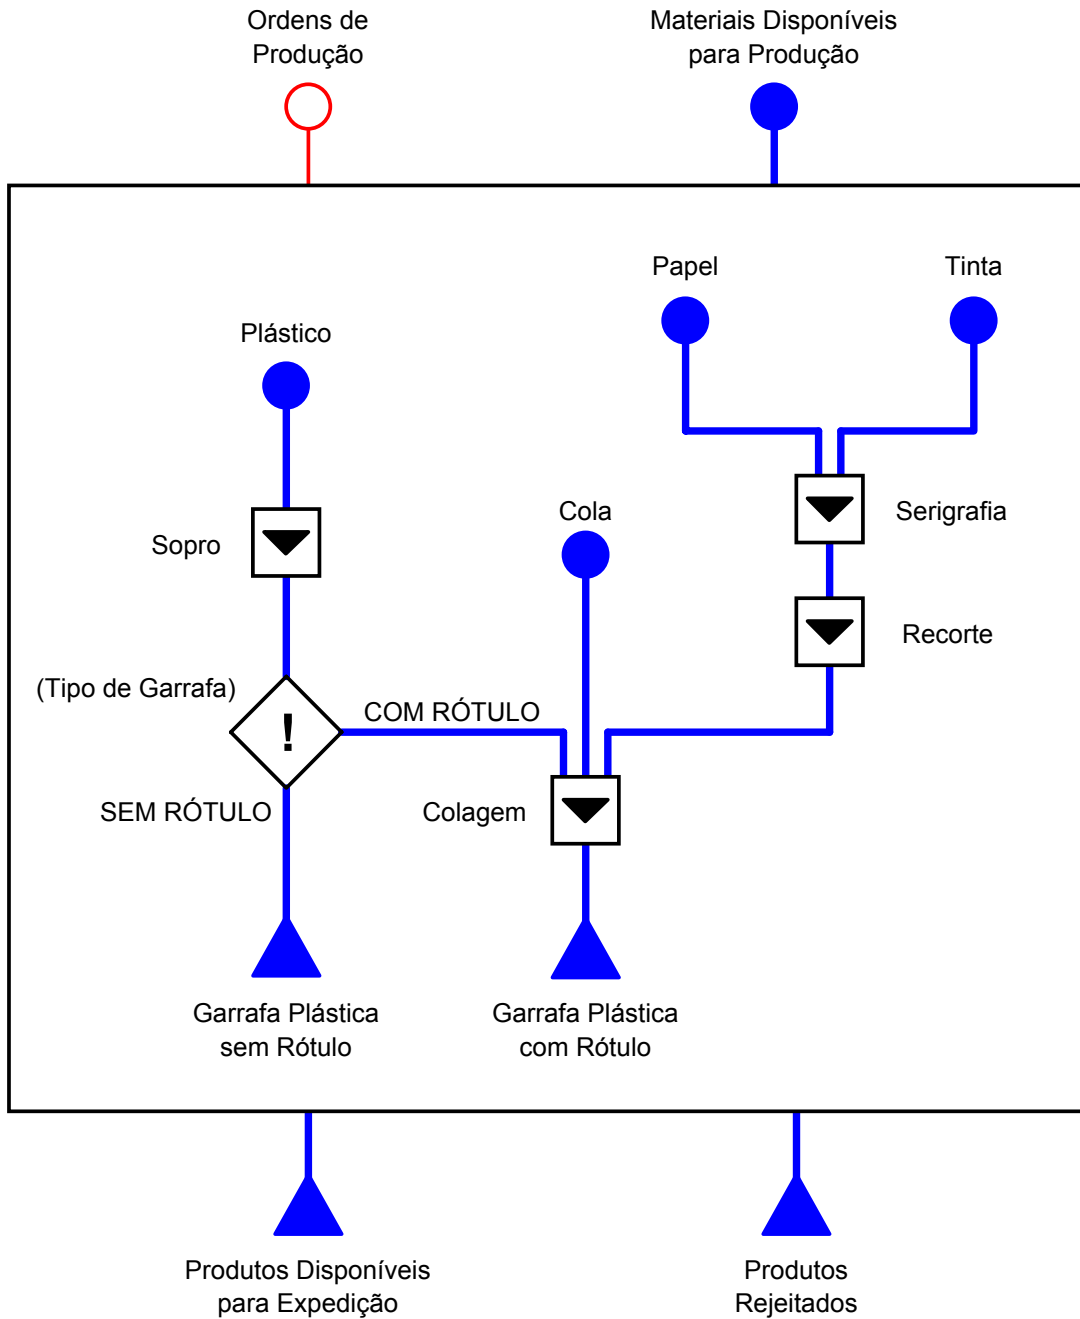 Ordens de
Produção
Materiais Disponíveis
para Produção
Papel
Tinta
Plástico
Cola
Serigrafia
Sopro
Recorte
(Tipo de Garrafa)
!
COM RÓTULO
SEM RÓTULO
Colagem
Garrafa Plástica
sem Rótulo
Garrafa Plástica
com Rótulo
Produtos Disponíveis
para Expedição
Produtos
Rejeitados